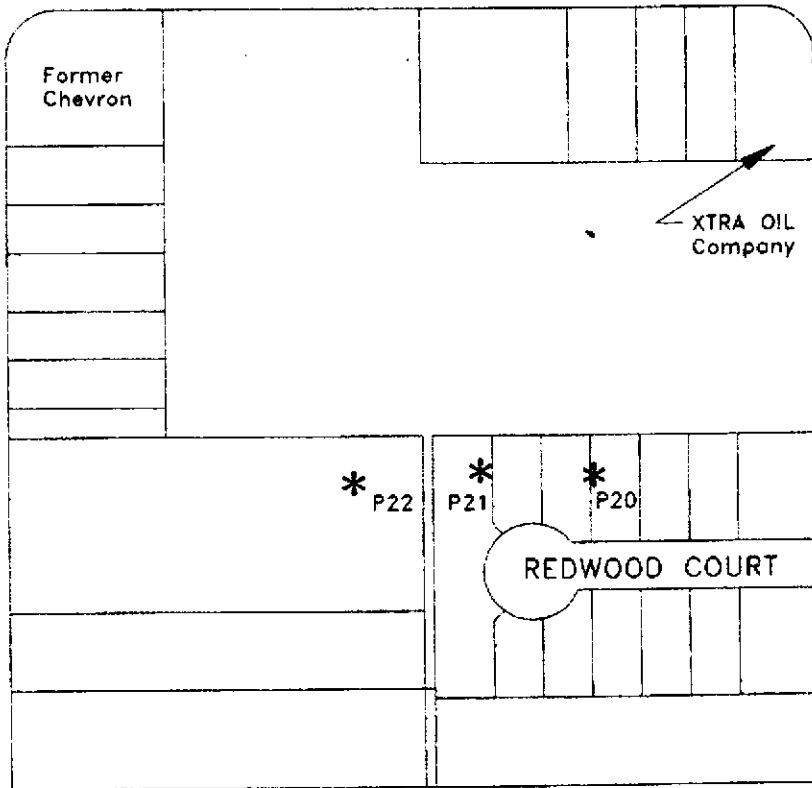 Former
Chevron
XTRA OIL
Company
* P22
* P21
* P20
REDWOOD COURT